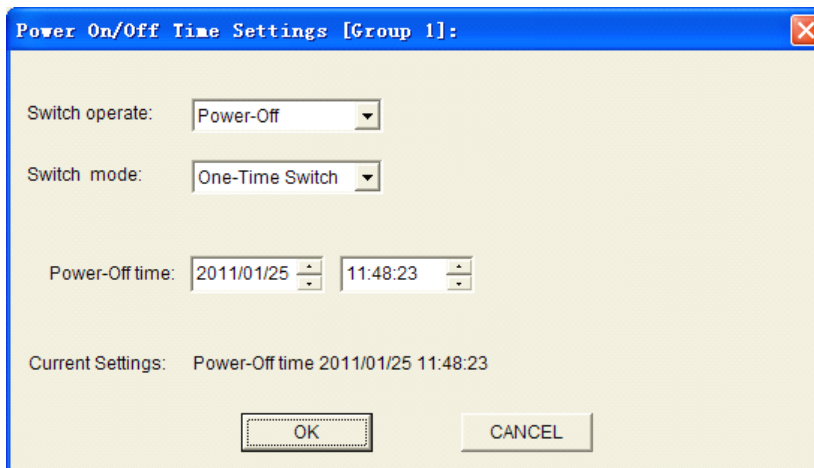 Power On/Off Time Settings [Group 1]:
Switch operate: Power-Off
Switch mode: One-Time Switch
Power-Off time: 2011/01/25 11:48:23
Current Settings: Power-Off time 2011/01/25 11:48:23
OK CANCEL